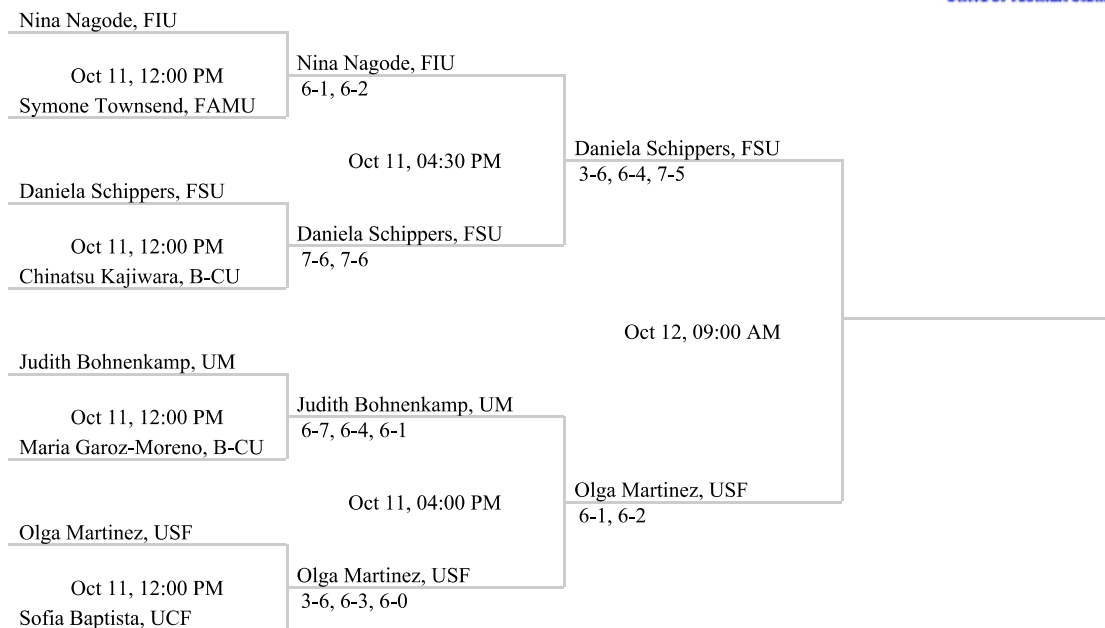 Nina Nagode, FIU
Oct 11, 12:00 PM
Symone Townsend, FAMU
Nina Nagode, FIU
6-1, 6-2
Oct 11, 04:30 PM
Daniela Schippers, FSU
3-6, 6-4, 7-5
Daniela Schippers, FSU
Oct 11, 12:00 PM
Chinatsu Kajiwara, B-CU
Daniela Schippers, FSU
7-6, 7-6
Oct 12, 09:00 AM
Judith Bohnenkamp, UM
Oct 11, 12:00 PM
Maria Garoz-Moreno, B-CU
Judith Bohnenkamp, UM
6-7, 6-4, 6-1
Oct 11, 04:00 PM
Olga Martinez, USF
6-1, 6-2
Olga Martinez, USF
Oct 11, 12:00 PM
Sofia Baptista, UCF
Olga Martinez, USF
3-6, 6-3, 6-0